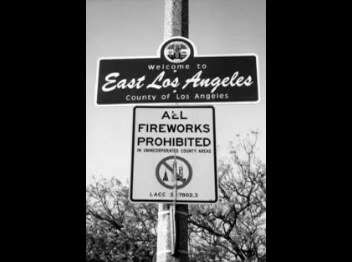 Welcome to
East Los Angeles
County of Los Angeles
ALL
FIREWORKS
PROHIBITED
IN UNINCORPORATED COUNTY AREAS